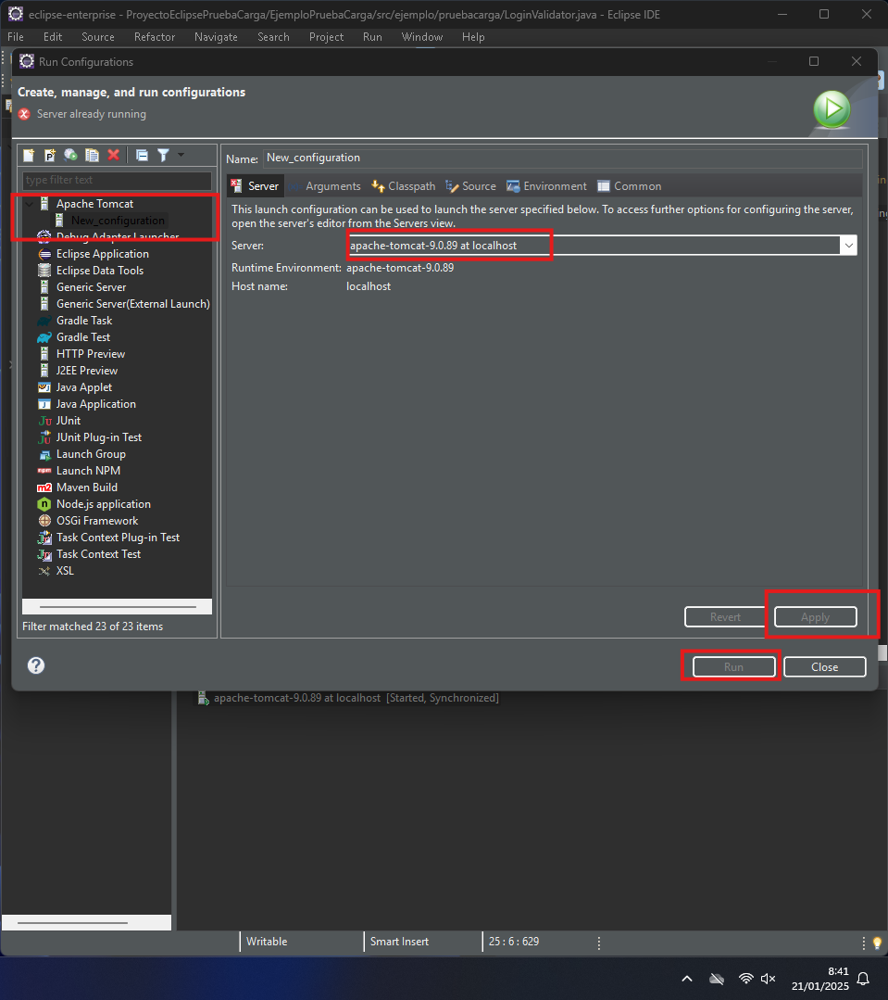 eclipse-enterprise - ProyectoEclipsePruebaCarga/EjemploPruebaCarga/src/ejemplo/pruebacarga/LoginValidator.java - Eclipse IDE
File Edit Source Refactor Navigate Search Project Run Window Help
Run Configurations
Create, manage, and run configurations
Server already running
type filter text
Apache Tomcat
New_configuration
Debug Adapter Launcher
Eclipse Application
Eclipse Data Tools
Generic Server
Generic Server(External Launch)
Gradle Task
Gradle Test
HTTP Preview
J2EE Preview
Java Applet
Java Application
JUnit
JUnit Plug-in Test
Launch Group
Launch NPM
Maven Build
Node.js application
OSGi Framework
Task Context Plug-in Test
Task Context Test
XSL
Filter matched 23 of 23 items
Name: New_configuration
Server Arguments Classpath Source Environment Common
This launch configuration can be used to launch the server specified below. To access further options for configuring the server,
open the server's editor from the Servers view.
Server: apache-tomcat-9.0.89 at localhost
Runtime Environment: apache-tomcat-9.0.89
Host name: localhost
Revert Apply
Run Close
apache-tomcat-9.0.89 at localhost [Started, Synchronized]
Writable Smart Insert 25 : 6 : 629
8:41
21/01/2025